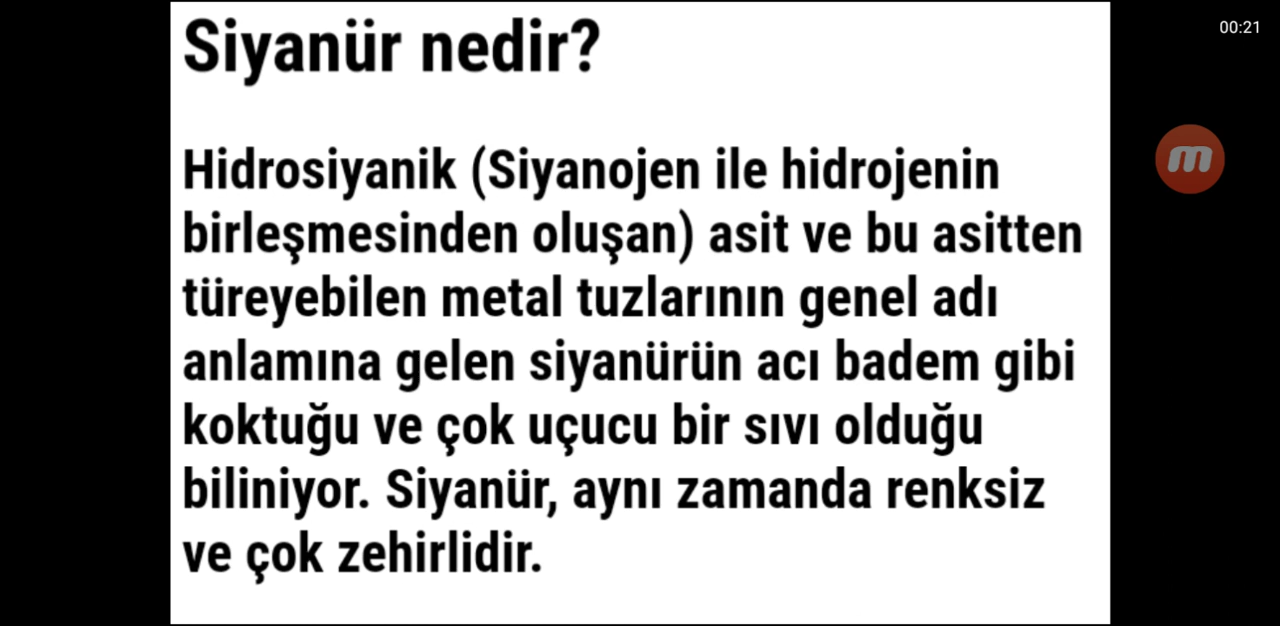 Siyanür nedir?
00:21
Hidrosiyanik (Siyanojen ile hidrojenin
birleşmesinden oluşan) asit ve bu asitten
türeyebilen metal tuzlarının genel adı
anlamına gelen siyanürün acı badem gibi
koktuğu ve çok uçucu bir sıvı olduğu
biliniyor. Siyanür, aynı zamanda renksiz
ve çok zehirlidir.